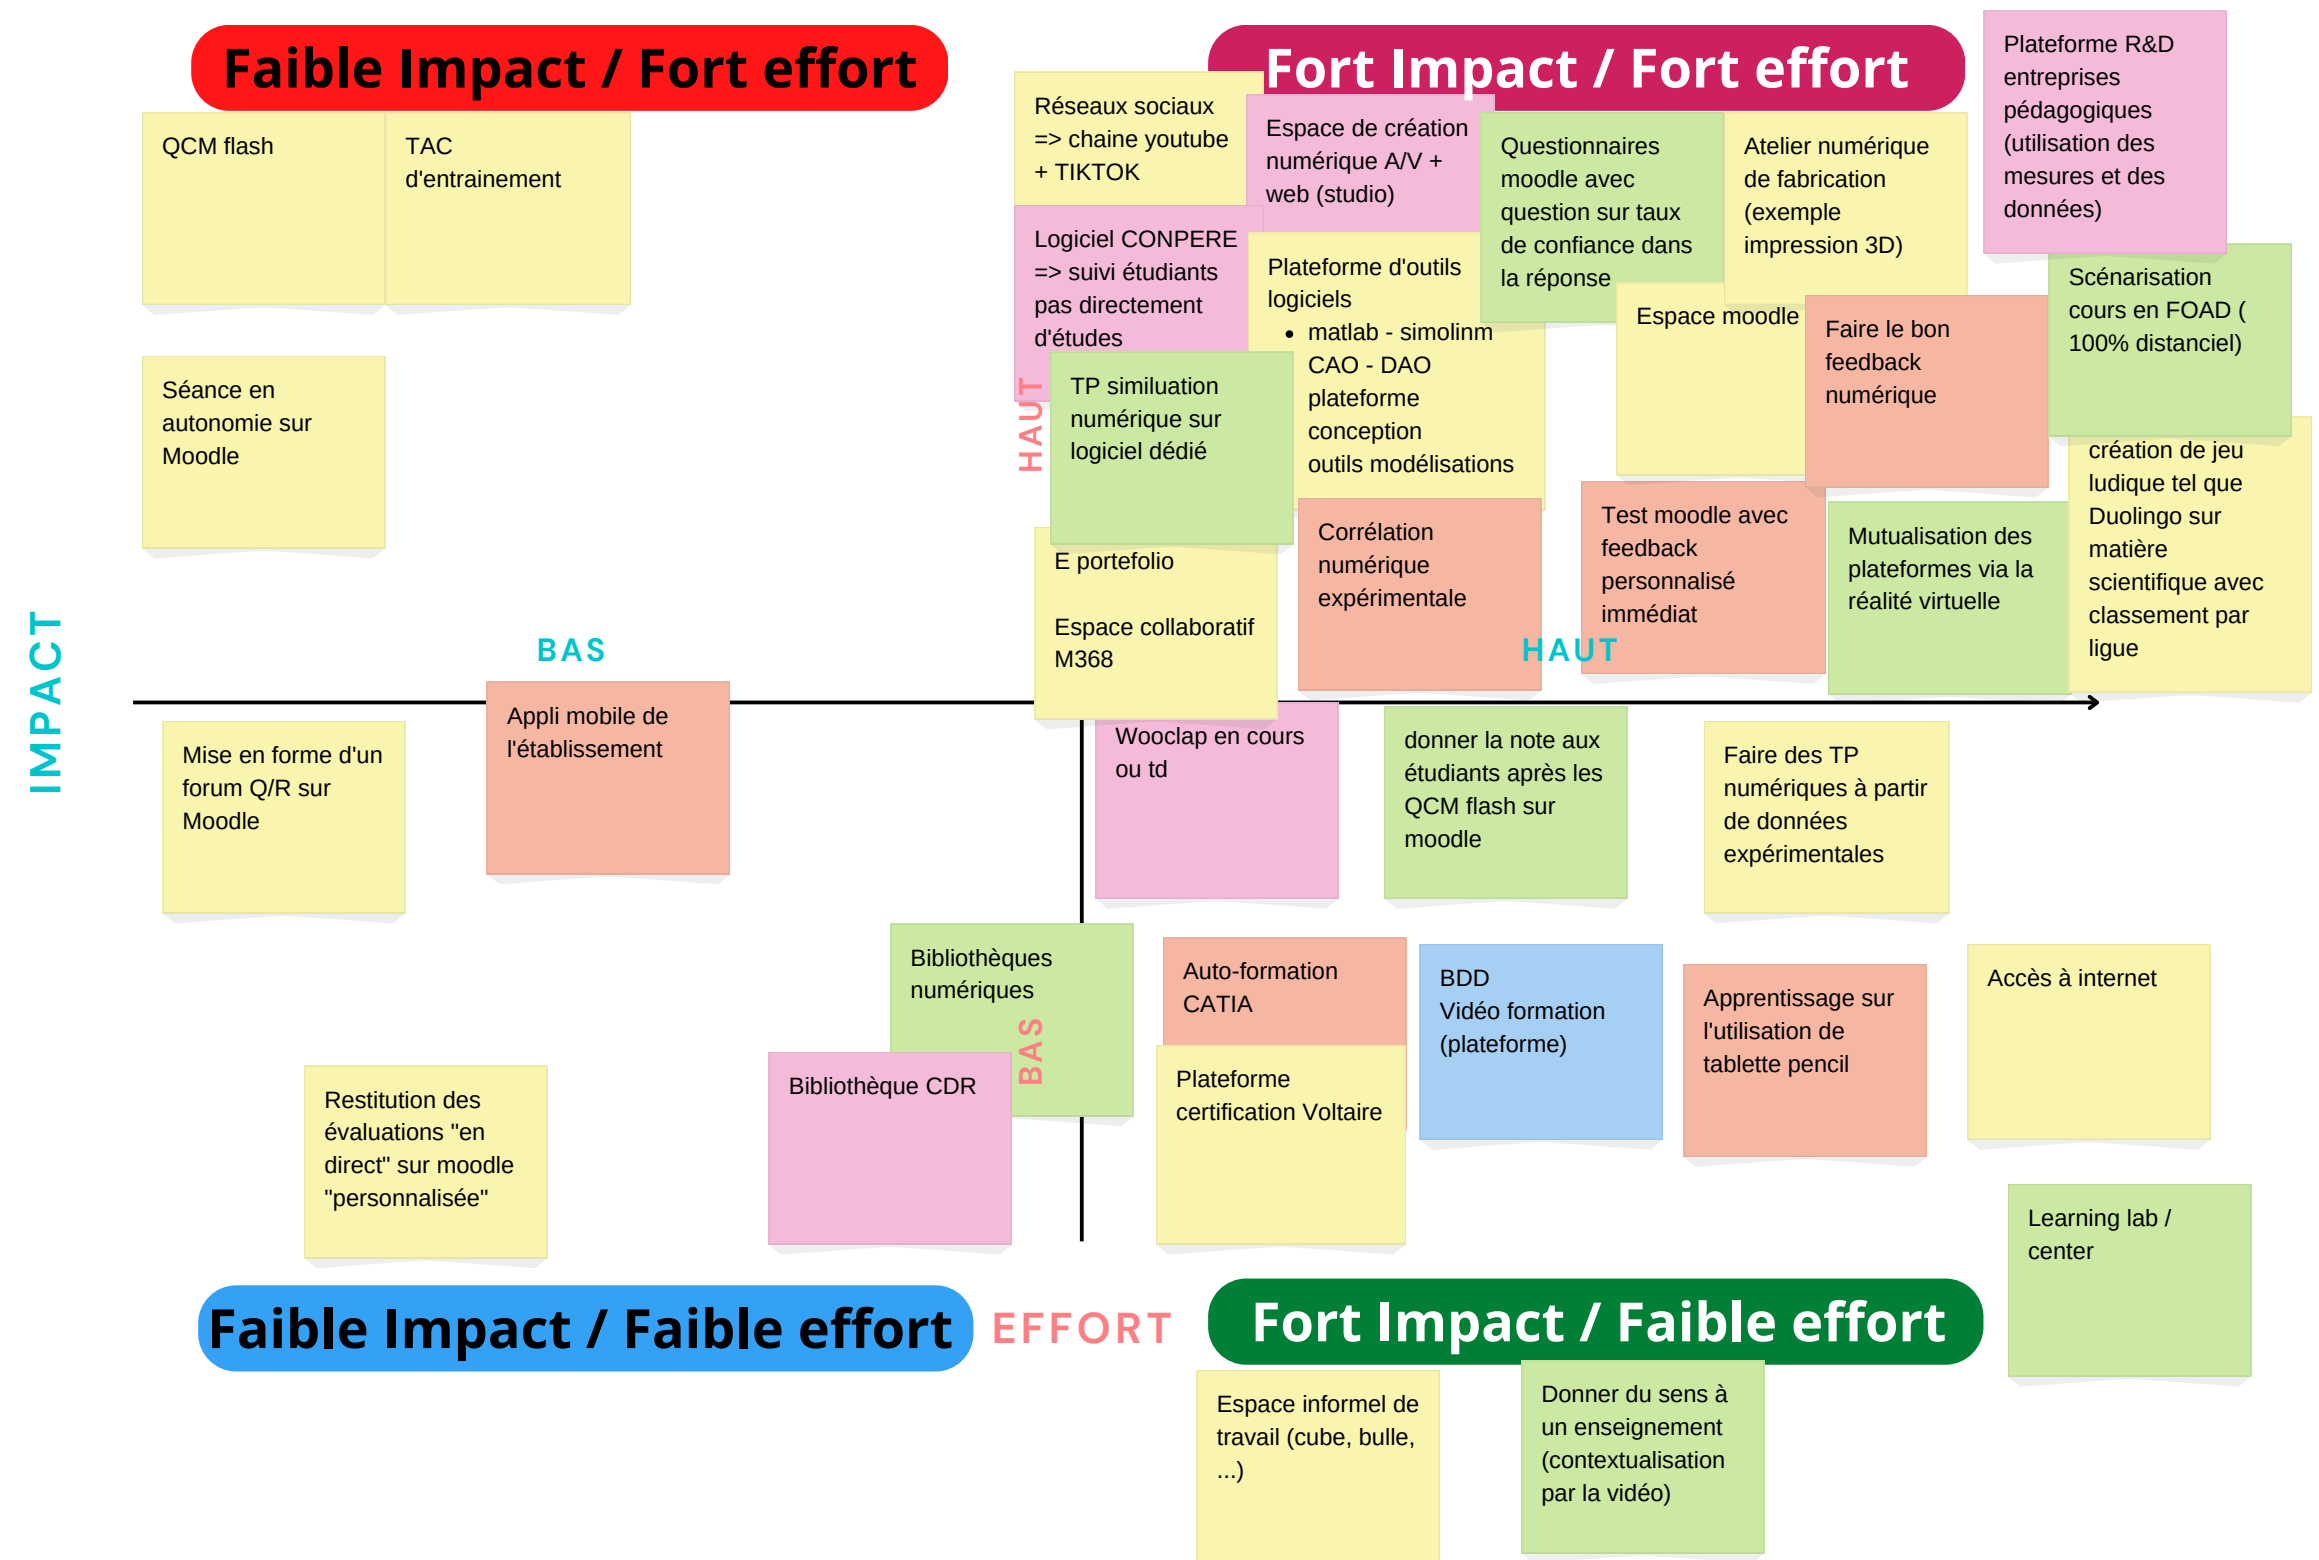 Faible Impact / Fort effort
QCM flash
TAC
d'entrainement
Séance en
autonomie sur
Moodle
Fort Impact / Fort effort
Réseaux sociaux
=> chaine youtube
+ TIKTOK
Espace de création
numérique A/V +
web (studio)
Questionnaires
moodle avec
question sur taux
de confiance dans
la réponse
Atelier numérique
de fabrication
(exemple
impression 3D)
Plateforme R&D
entreprises
pédagogiques
(utilisation des
mesures et des
données)
Logiciel CONPERE
=> suivi étudiants
pas directement
d'études
Plateforme d'outils
logiciels
• matlab - simolinm
CAO - DAO
plateforme
conception
outils modélisations
Espace moodle
Faire le bon
feedback
numérique
Scénarisation
cours en FOAD (
100% distanciel)
HAUT
TP similuation
numérique sur
logiciel dédié
E portefolio
Espace collaboratif
M368
Corrélation
numérique
expérimentale
Test moodle avec
feedback
personnalisé
immédiat
Mutualisation des
plateformes via la
réalité virtuelle
création de jeu
ludique tel que
Duolingo sur
matière
scientifique avec
classement par
ligue
IMPACT
BAS
HAUT
Mise en forme d'un
forum Q/R sur
Moodle
Appli mobile de
l'établissement
Wooclap en cours
ou td
donner la note aux
étudiants après les
QCM flash sur
moodle
Faire des TP
numériques à partir
de données
expérimentales
Bibliothèques
numériques
BAS
Bibliothèque CDR
Restitution des
évaluations "en
direct" sur moodle
"personnalisée"
Auto-formation
CATIA
Plateforme
certification Voltaire
BDD
Vidéo formation
(plateforme)
Apprentissage sur
l'utilisation de
tablette pencil
Accès à internet
Learning lab /
center
Faible Impact / Faible effort
EFFORT
Fort Impact / Faible effort
Espace informel de
travail (cube, bulle,
...)
Donner du sens à
un enseignement
(contextualisation
par la vidéo)